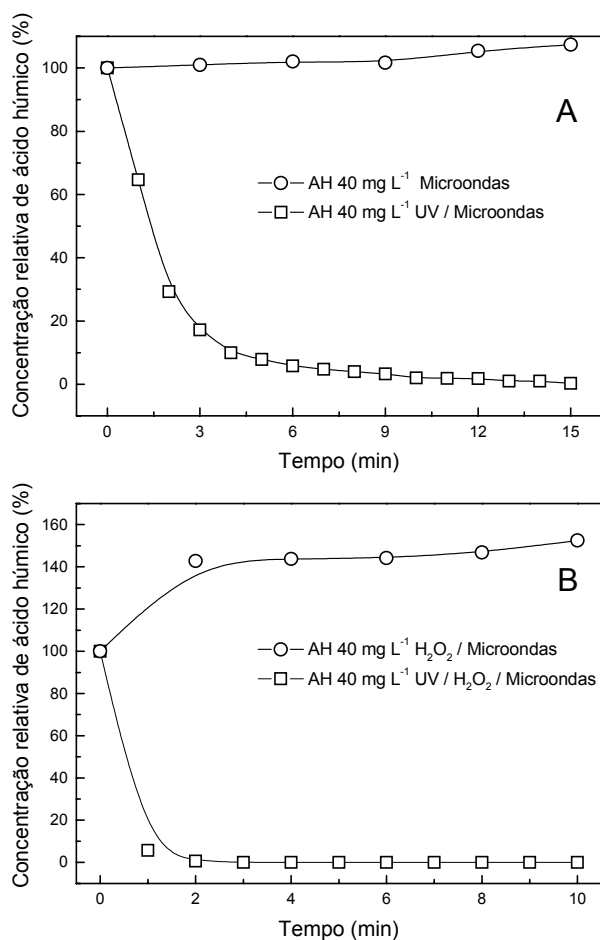 Concentração relativa de ácido húmico (%)
100
80
60
40
20
0
A
AH 40 mg L⁻¹ Microondas
AH 40 mg L⁻¹ UV / Microondas
0 3 6 9 12 15
Tempo (min)
Concentração relativa de ácido húmico (%)
160
140
120
100
80
60
40
20
0
B
AH 40 mg L⁻¹ H₂O₂ / Microondas
AH 40 mg L⁻¹ UV / H₂O₂ / Microondas
0 2 4 6 8 10
Tempo (min)